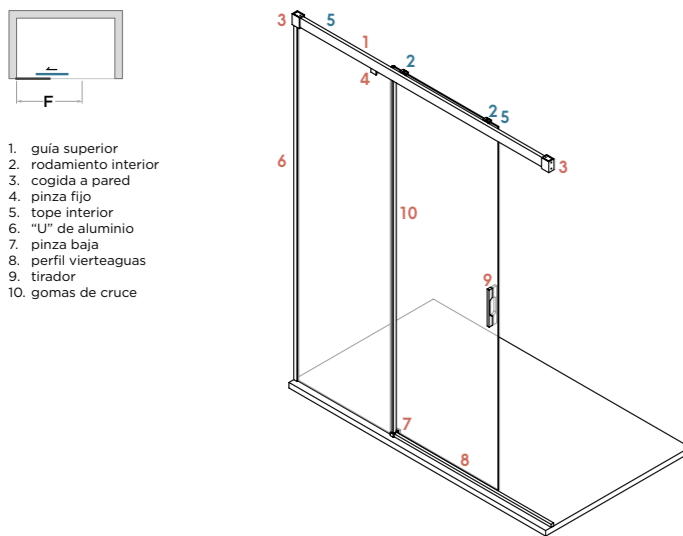 F
1. guía superior
2. rodamiento interior
3. cogida a pared
4. pinza fijo
5. tope interior
6. “U” de aluminio
7. pinza baja
8. perfil vierteaguas
9. tirador
10. gomas de cruce
3
5
1
2
4
2
5
3
6
10
9
7
8